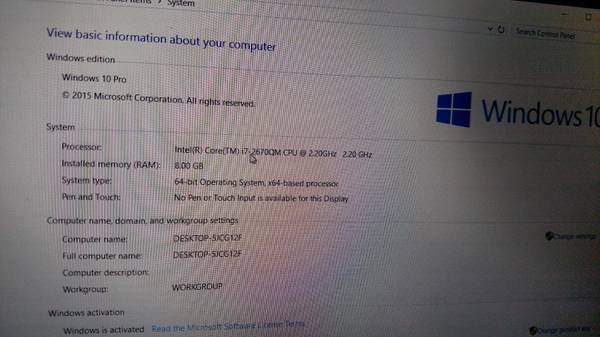 System
Search Control Panel
View basic information about your computer
Windows edition
Windows 10 Pro
© 2015 Microsoft Corporation. All rights reserved.
Windows 10
System
Processor: Intel(R) Core(TM) i7-2670QM CPU @ 2.20GHz 2.20 GHz
Installed memory (RAM): 8.00 GB
System type: 64-bit Operating System, x64-based processor
Pen and Touch: No Pen or Touch Input is available for this Display
Computer name, domain, and workgroup settings
Computer name: DESKTOP-5JCG12F
Change settings
Full computer name: DESKTOP-5JCG12F
Computer description:
Workgroup: WORKGROUP
Windows activation
Windows is activated Read the Microsoft Software License Terms
Change product key